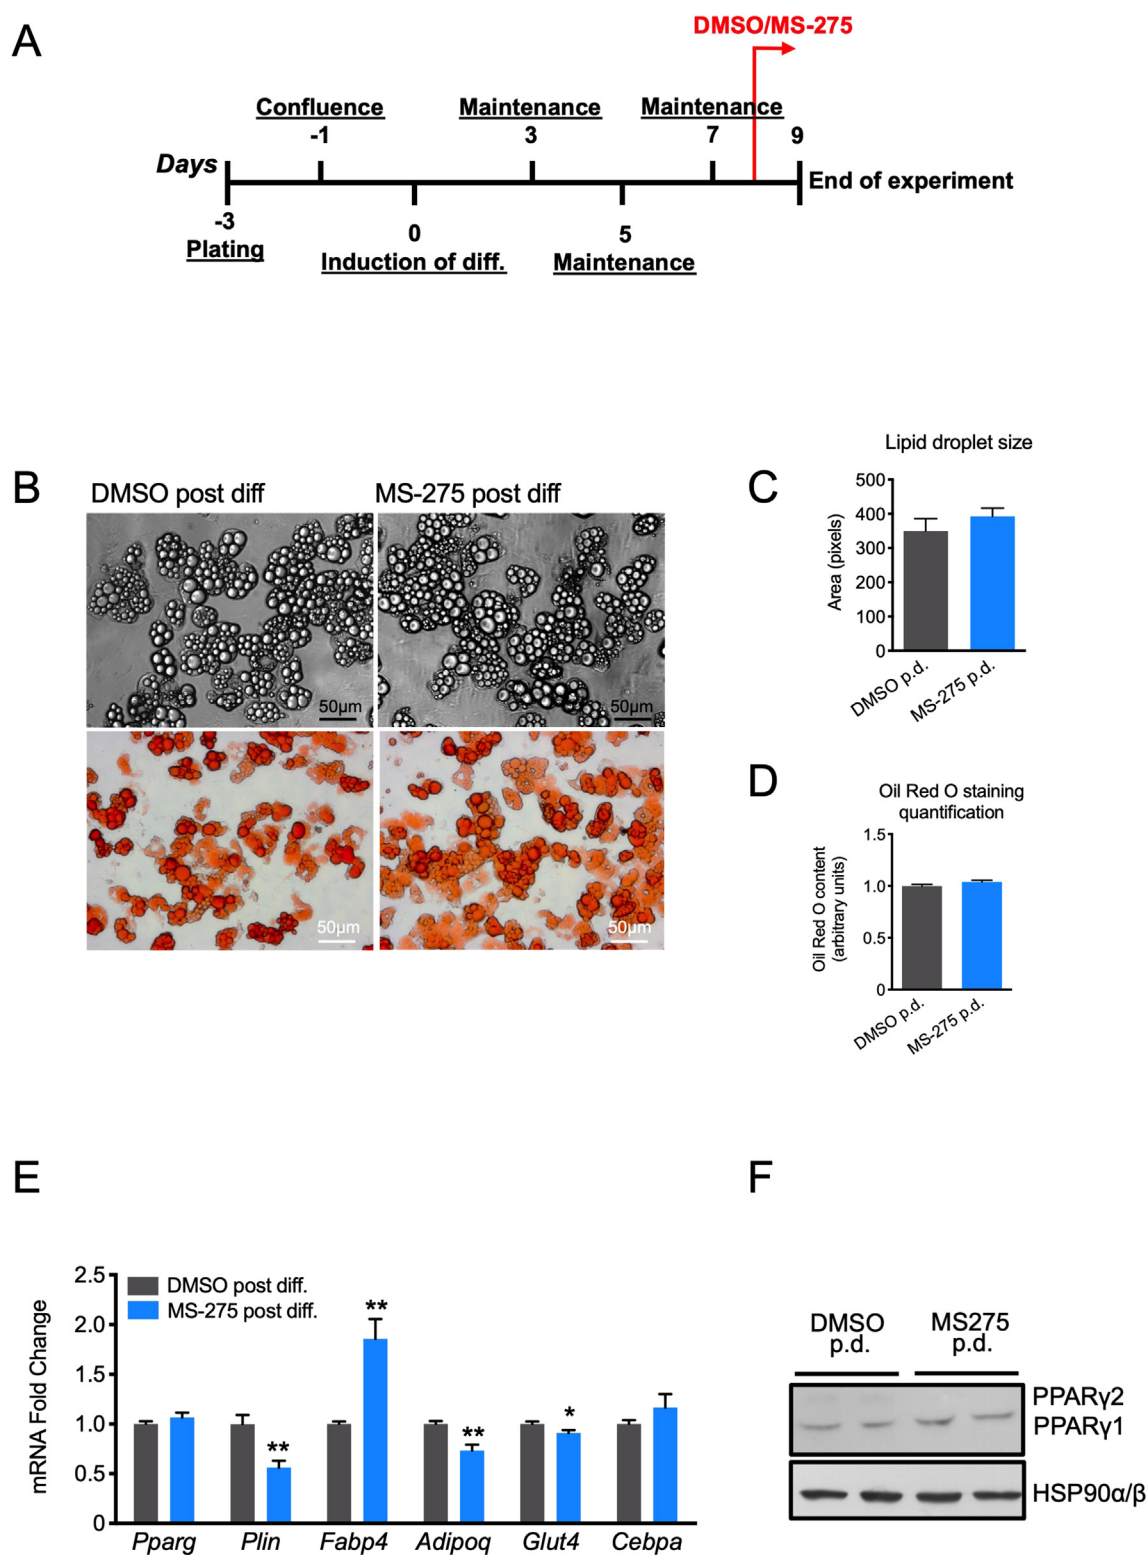 A
DMSO/MS-275
Confluence
Maintenance
Maintenance
-1
3
7
9
Days
End of experiment
-3
0
5
Plating
Induction of diff.
Maintenance
B
DMSO post diff
MS-275 post diff
50µm
50µm
50µm
50µm
C
Lipid droplet size
Area (pixels)
500
400
300
200
100
0
DMSO p.d.
MS-275 p.d.
D
Oil Red O staining
quantification
Oil Red O content
(arbitrary units)
1.5
1.0
0.5
0
DMSO p.d.
MS-275 p.d.
E
mRNA Fold Change
2.5
2.0
1.5
1.0
0.5
0
DMSO post diff.
MS-275 post diff.
**
**
**
*
Pparg
Plin
Fabp4
Adipoq
Glut4
Cebpa
F
DMSO
p.d.
MS275
p.d.
PPARγ2
PPARγ1
HSP90α/β